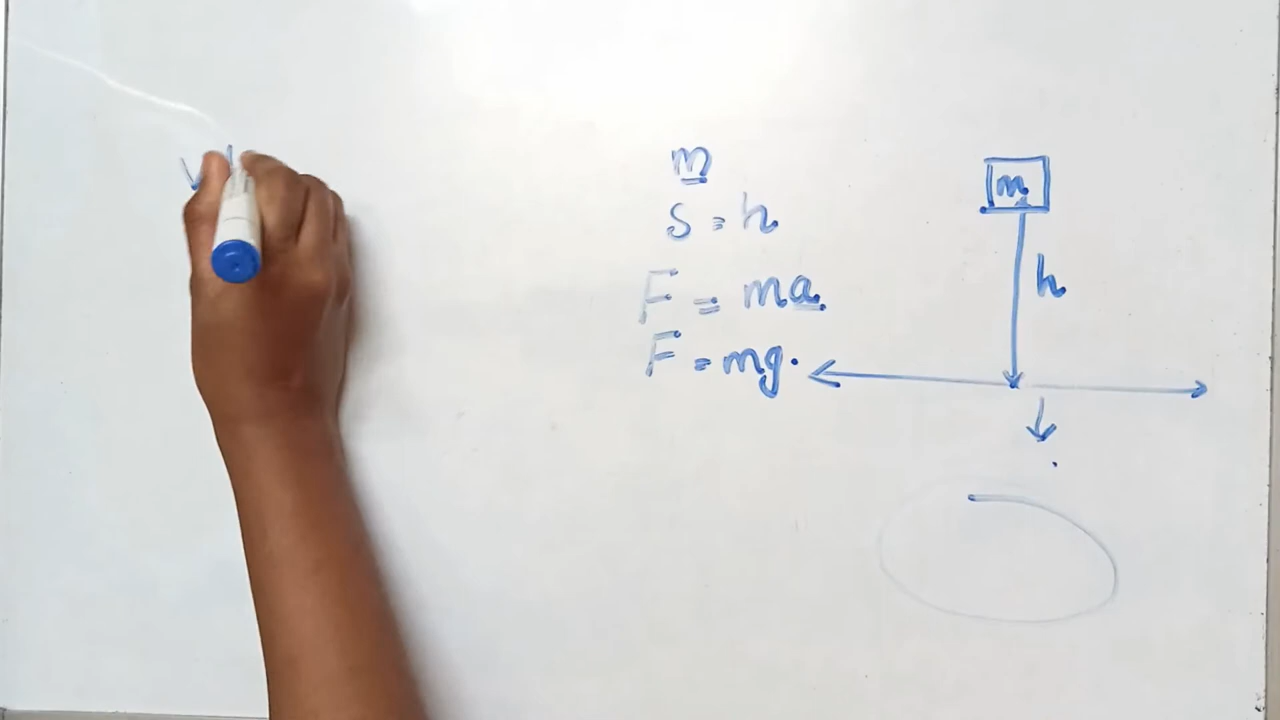 m
S = h
F = ma.
F = mg.
m
h